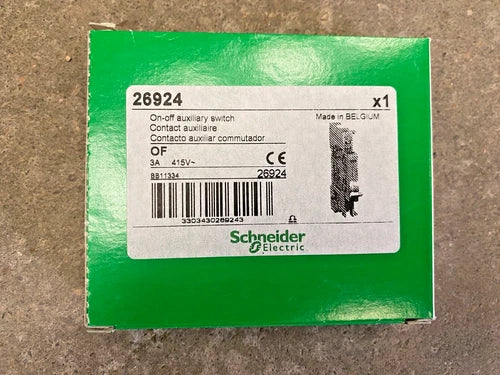 26924 x1
On-off auxiliary switch Made in BELGIUM
Contact auxiliaire
Contacto auxiliar commutador
OF
3A 415V~ CE
BB11334 26924
3303430269243
Schneider
Electric